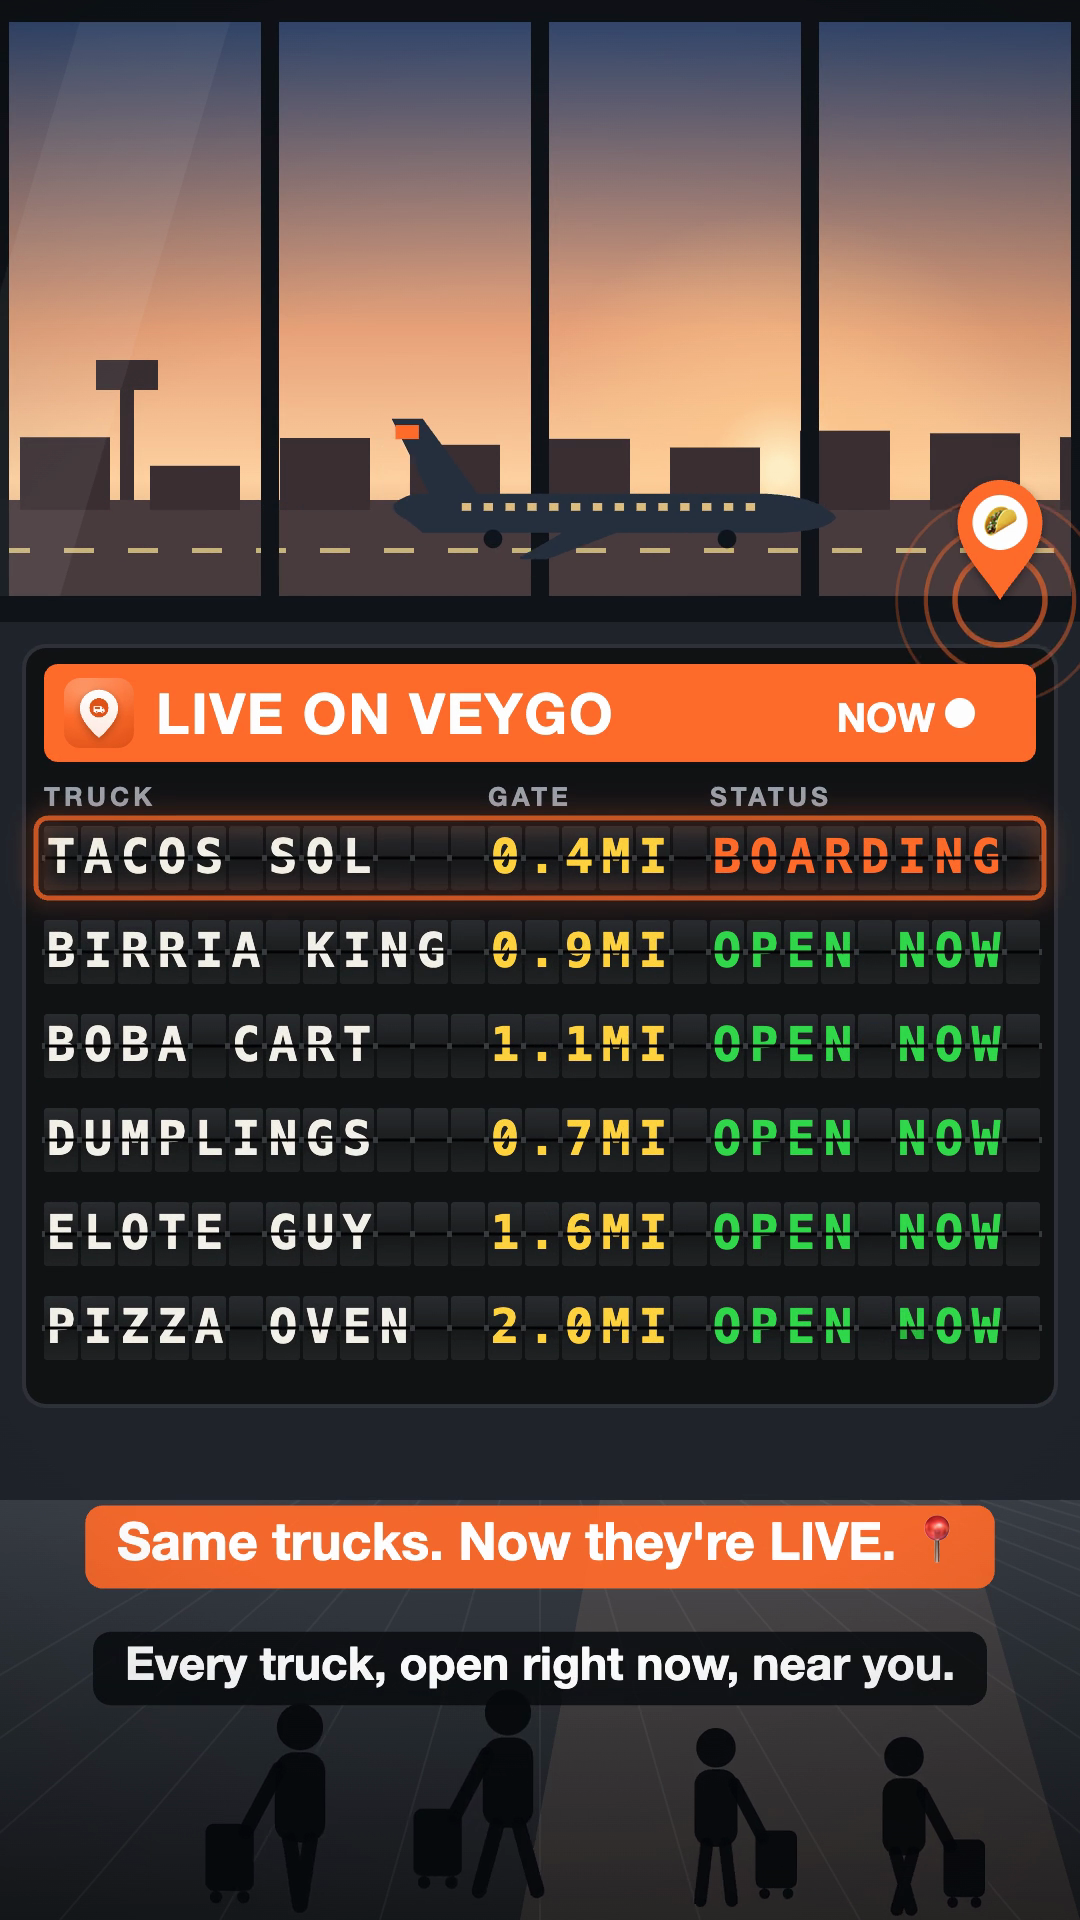 LIVE ON VEYGO NOW
TRUCK GATE STATUS
TACOS SOL 0.4MI BOARDING
BIRRIA KING 0.9MI OPEN NOW
BOBA CART 1.1MI OPEN NOW
DUMPLINGS 0.7MI OPEN NOW
ELOTE GUY 1.6MI OPEN NOW
PIZZA OVEN 2.0MI OPEN NOW
Same trucks. Now they're LIVE. 📍
Every truck, open right now, near you.